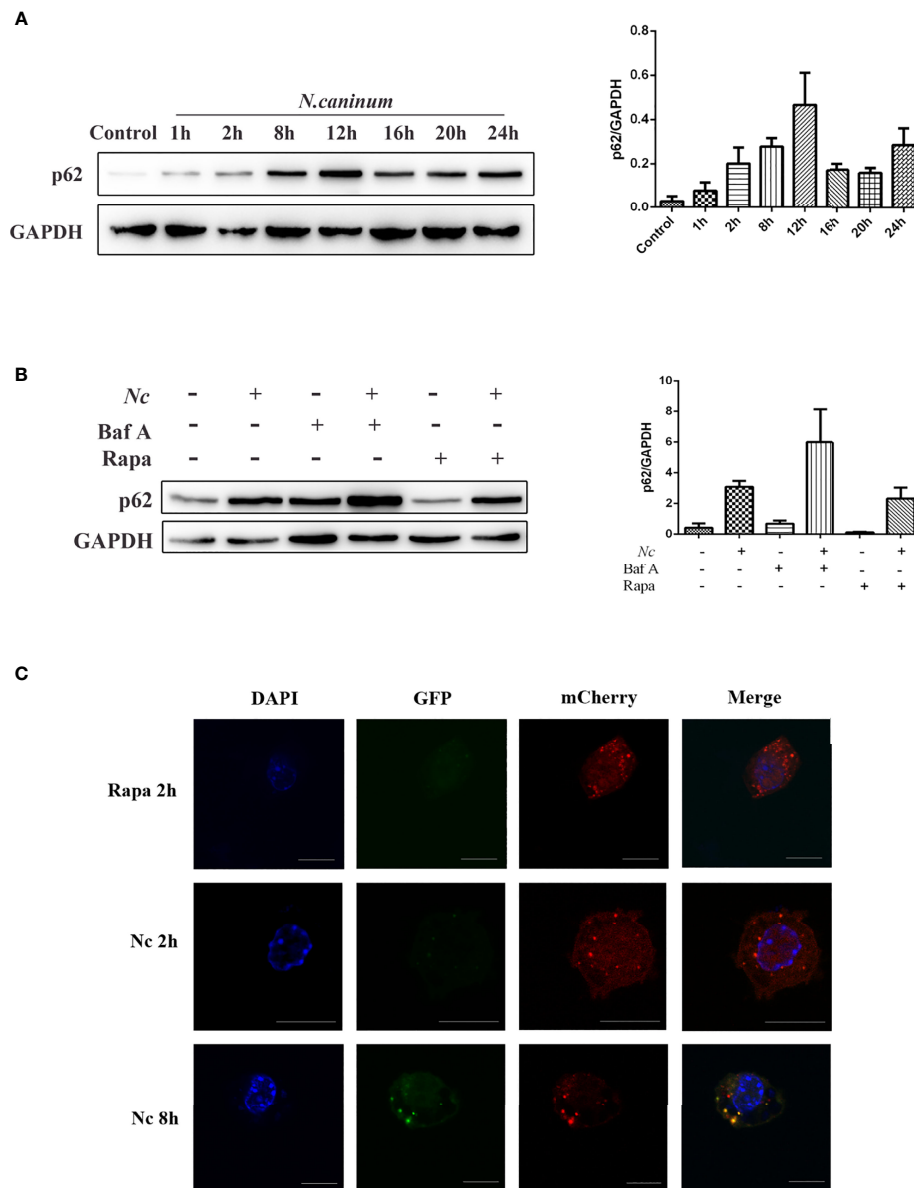 A
N.caninum
Control 1h 2h 8h 12h 16h 20h 24h
p62
GAPDH
p62/GAPDH
0.8
0.6
0.4
0.2
0.0
Control 1h 2h 8h 12h 16h 20h 24h
B
Nc - + - + - +
Baf A - - + + - -
Rapa - - - - + +
p62
GAPDH
p62/GAPDH
10
8
6
4
2
0
Nc - + - + - +
Baf A - - + + - -
Rapa - - - - + +
C
DAPI GFP mCherry Merge
Rapa 2h
Nc 2h
Nc 8h